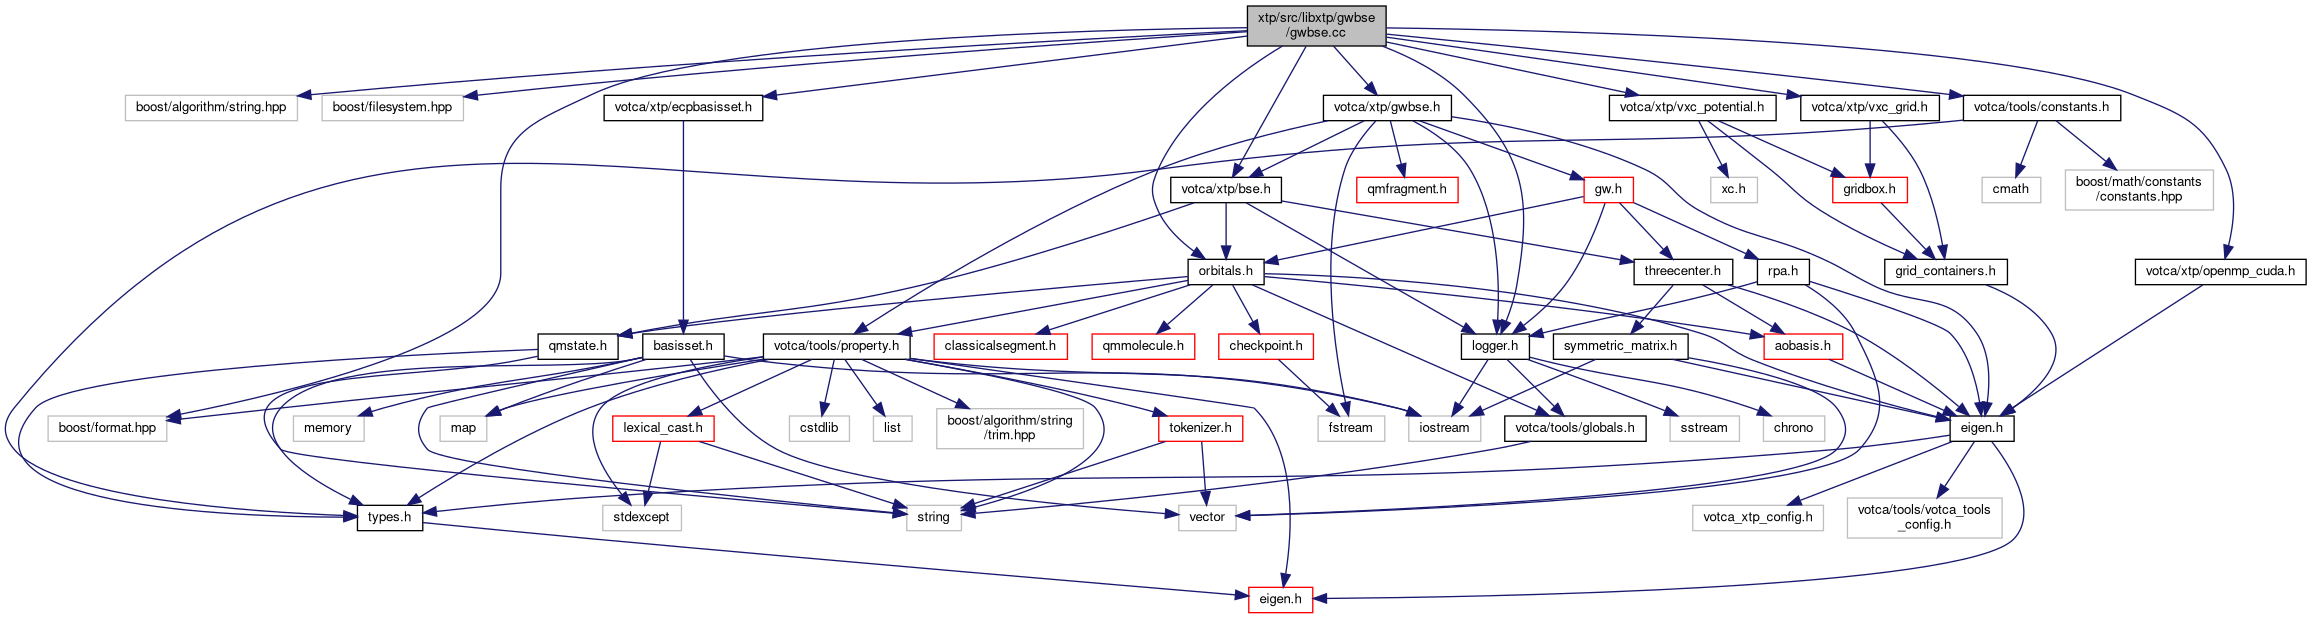 xtp/src/libxtp/gwbse
/gwbse.cc
boost/algorithm/string.hpp
boost/filesystem.hpp
votca/xtp/ecpbasisset.h
votca/xtp/gwbse.h
votca/xtp/vxc_potential.h
votca/xtp/vxc_grid.h
votca/tools/constants.h
votca/xtp/bse.h
qmfragment.h
gw.h
xc.h
gridbox.h
cmath
boost/math/constants
/constants.hpp
orbitals.h
threecenter.h
rpa.h
grid_containers.h
votca/xtp/openmp_cuda.h
qmstate.h
basisset.h
votca/tools/property.h
classicalsegment.h
qmmolecule.h
checkpoint.h
logger.h
symmetric_matrix.h
aobasis.h
boost/format.hpp
memory
map
lexical_cast.h
cstdlib
list
boost/algorithm/string
/trim.hpp
tokenizer.h
fstream
iostream
votca/tools/globals.h
sstream
chrono
eigen.h
types.h
stdexcept
string
vector
votca_xtp_config.h
votca/tools/votca_tools
_config.h
eigen.h